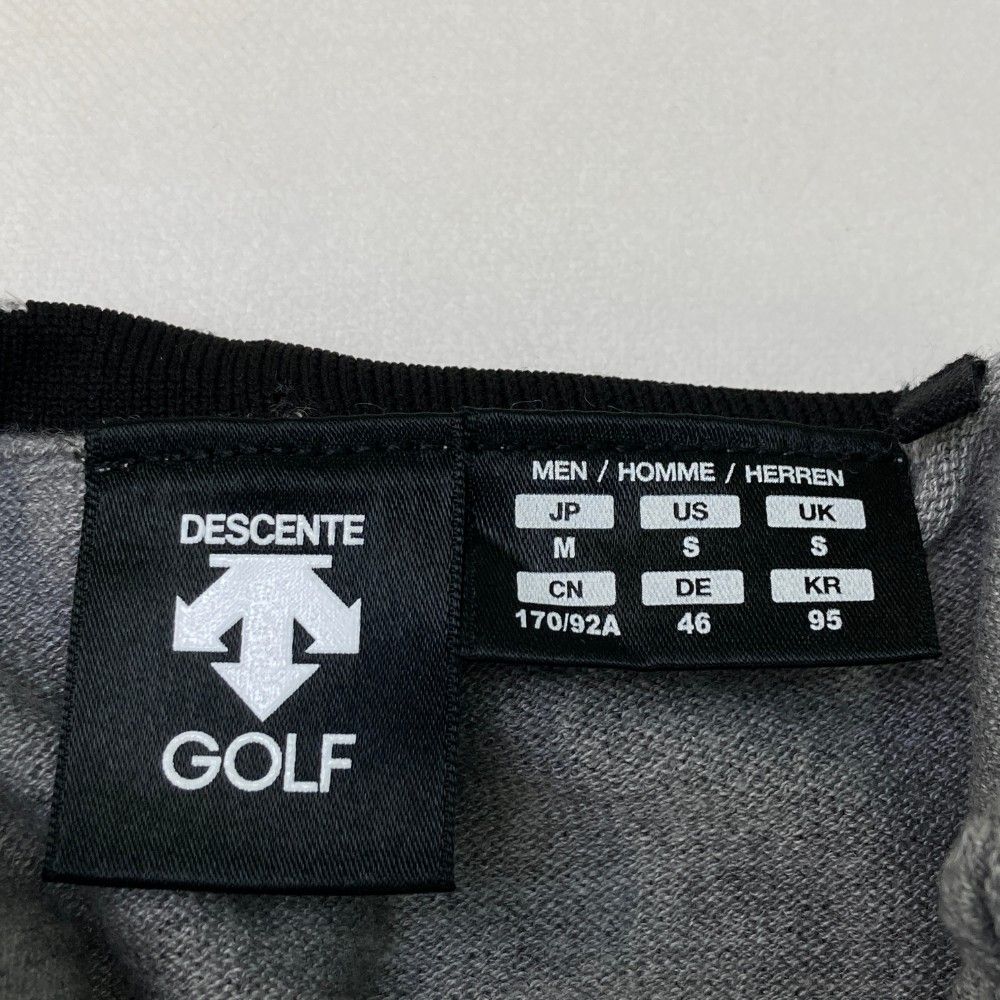 DESCENTE
GOLF
MEN / HOMME / HERREN
JP US UK
M S S
CN DE KR
170/92A 46 95